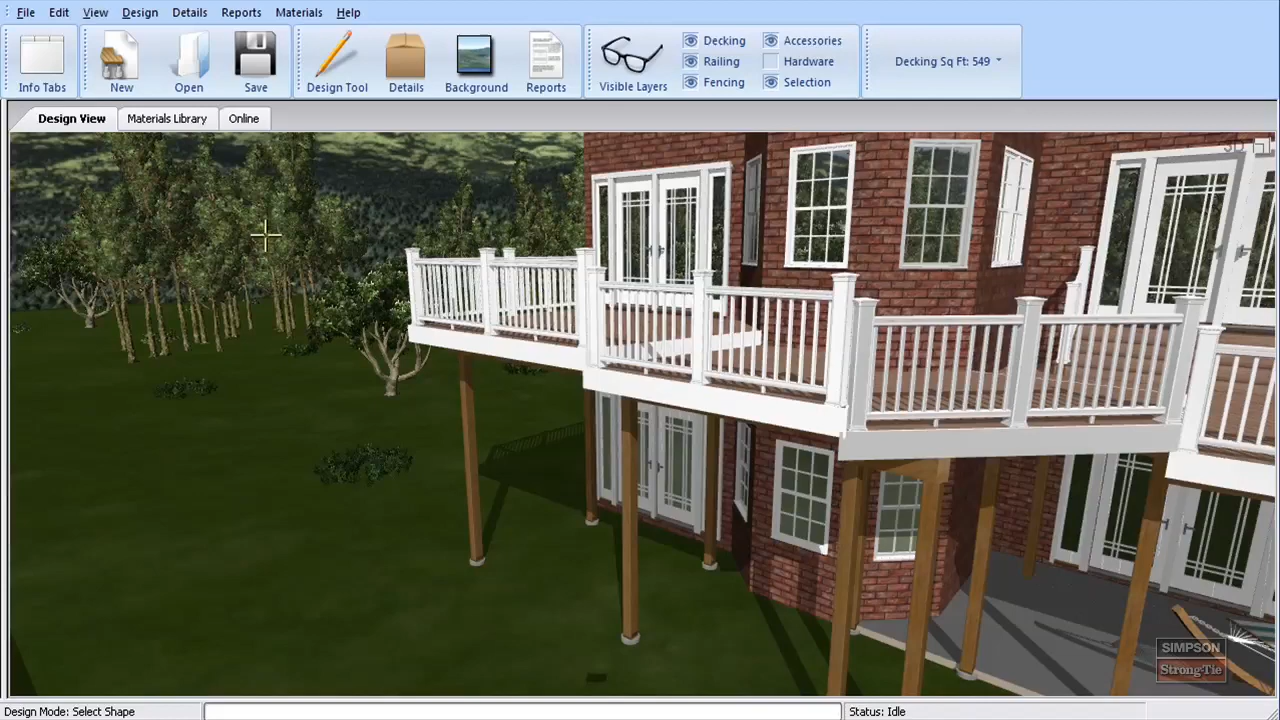 File Edit View Design Details Reports Materials Help
Info Tabs New Open Save Design Tool Details Background Reports Visible Layers
Decking Accessories
Railing Hardware
Fencing Selection
Decking Sq Ft: 549
Design View Materials Library Online
3D
SIMPSON
Strong-Tie
Design Mode: Select Shape Status: Idle